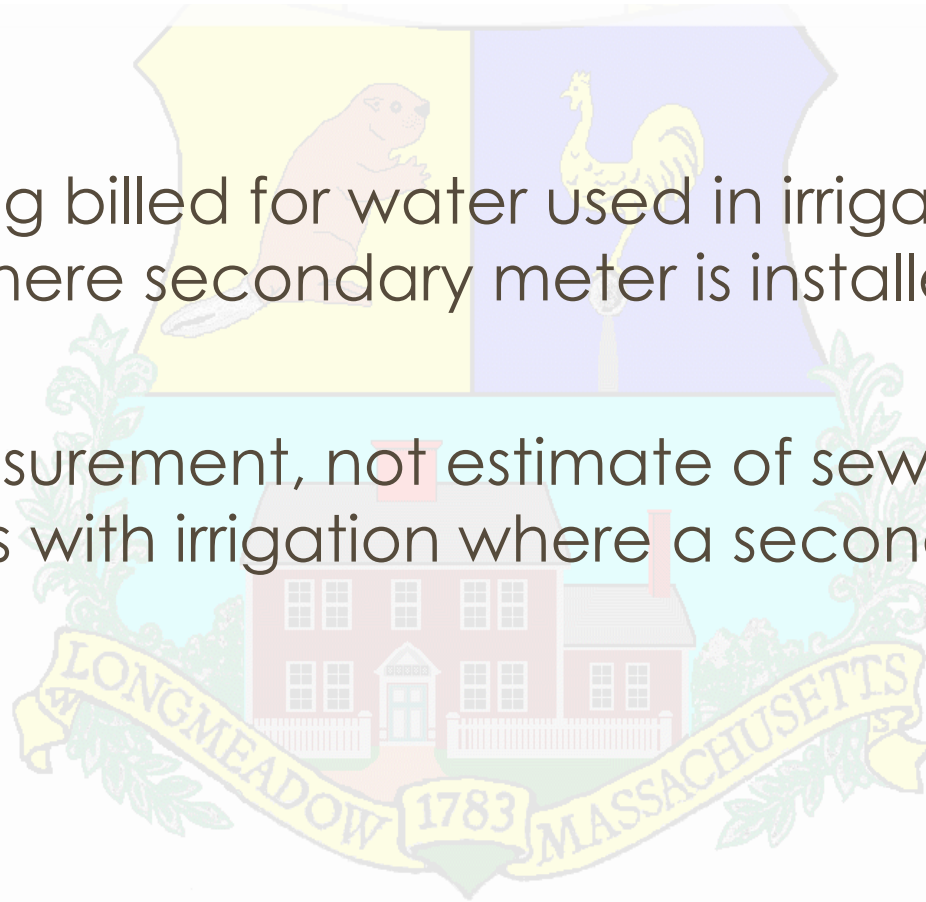 g billed for water used in irriga
here secondary meter is installe
surement, not estimate of sew
s with irrigation where a secon
LONGMEADOW 1783 MASSACHUSETTS
W S